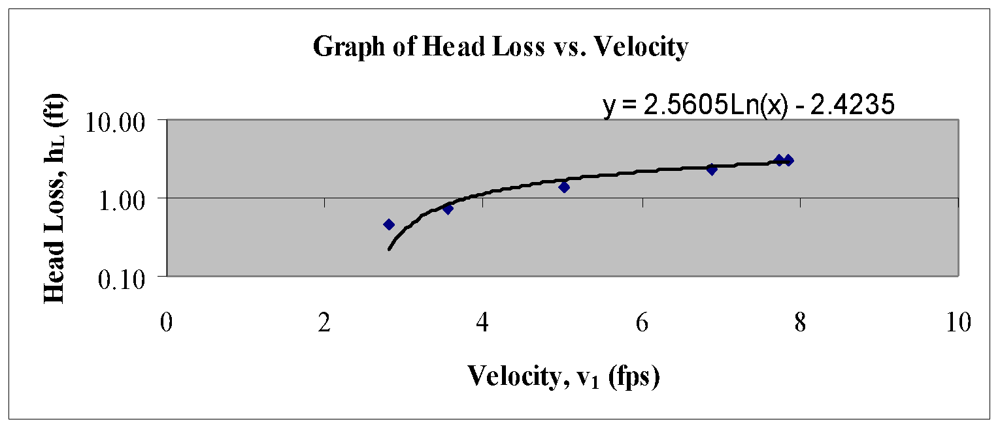 Graph of Head Loss vs. Velocity
y = 2.5605Ln(x) - 2.4235
Head Loss, hL (ft)
10.00
1.00
0.10
0 2 4 6 8 10
Velocity, v1 (fps)